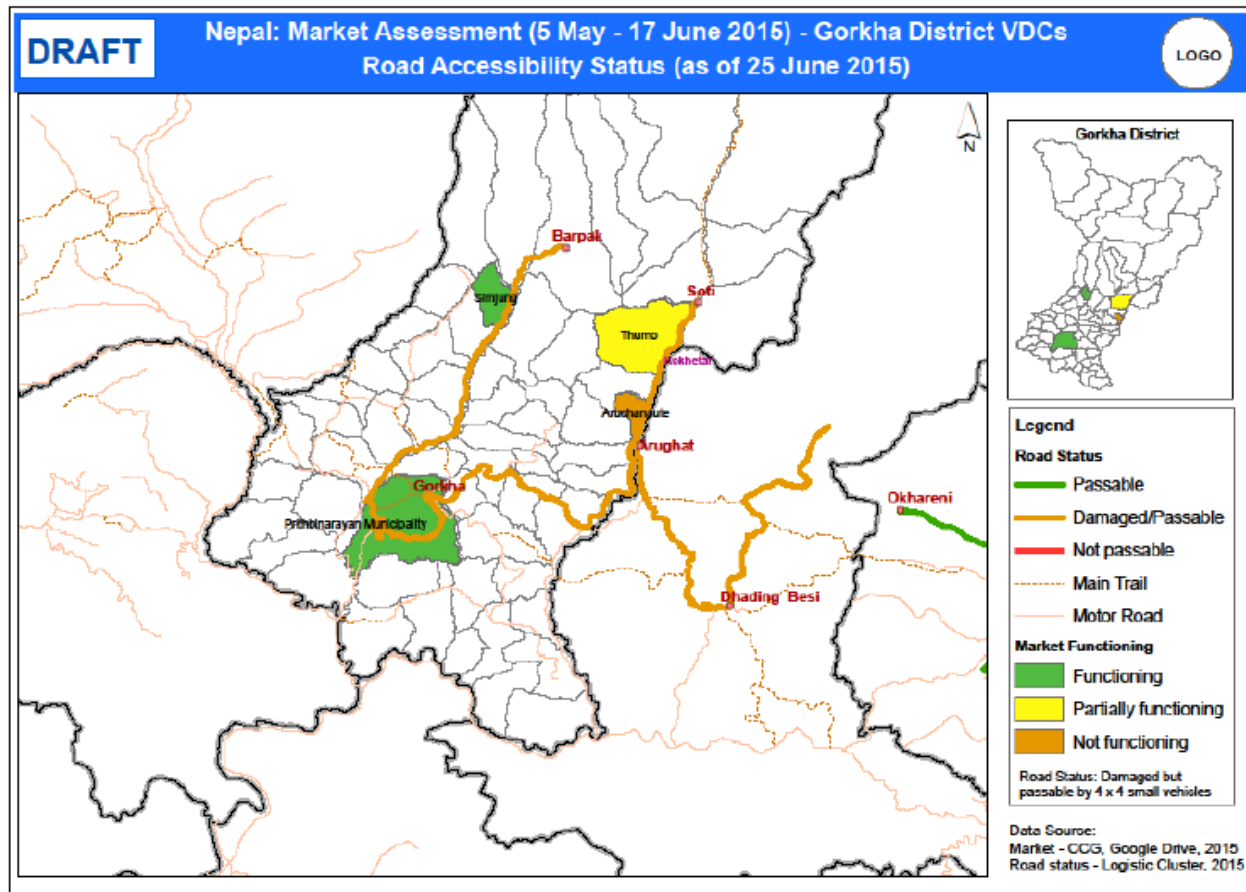 DRAFT
Nepal: Market Assessment (5 May - 17 June 2015) - Gorkha District VDCs
Road Accessibility Status (as of 25 June 2015)
LOGO
N
Barpak
Simjung
Soti
Thumo
Aruchanaute
Arughat
Gorkha
Prithbinarayan Municipality
Okhareni
Dhading Besi
Gorkha District
Legend
Road Status
Passable
Damaged/Passable
Not passable
Main Trail
Motor Road
Market Functioning
Functioning
Partially functioning
Not functioning
Road Status: Damaged but
passable by 4 x 4 small vehicles
Data Source:
Market - CCG, Google Drive, 2015
Road status - Logistic Cluster, 2015